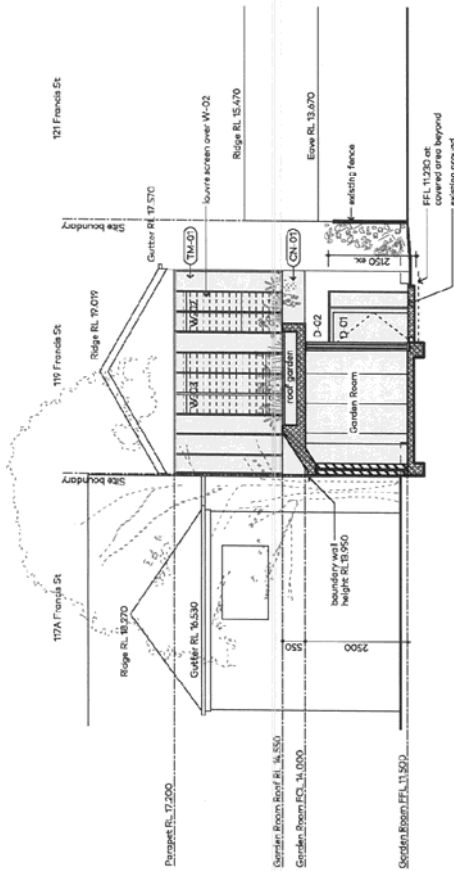 117A Francis St
119 Francis St
121 Francis St
Site boundary
Site boundary
Ridge RL 19.019
Gutter RL 17.570
Ridge RL 18.270
Gutter RL 16.530
TM-01
louvre screen over W-02
Ridge RL 15.470
Parapet RL 17.200
W-02
CN-01
Eave RL 13.670
roof garden
D-02
existing fence
Garden Room
2150 ex.
boundary wall
height RL13.950
Garden Room Roof RL 14.550
550
Garden Room FCL 14.000
2500
Garden Room FFL 11.500
FFL 11.230 at
covered area beyond
existing ground